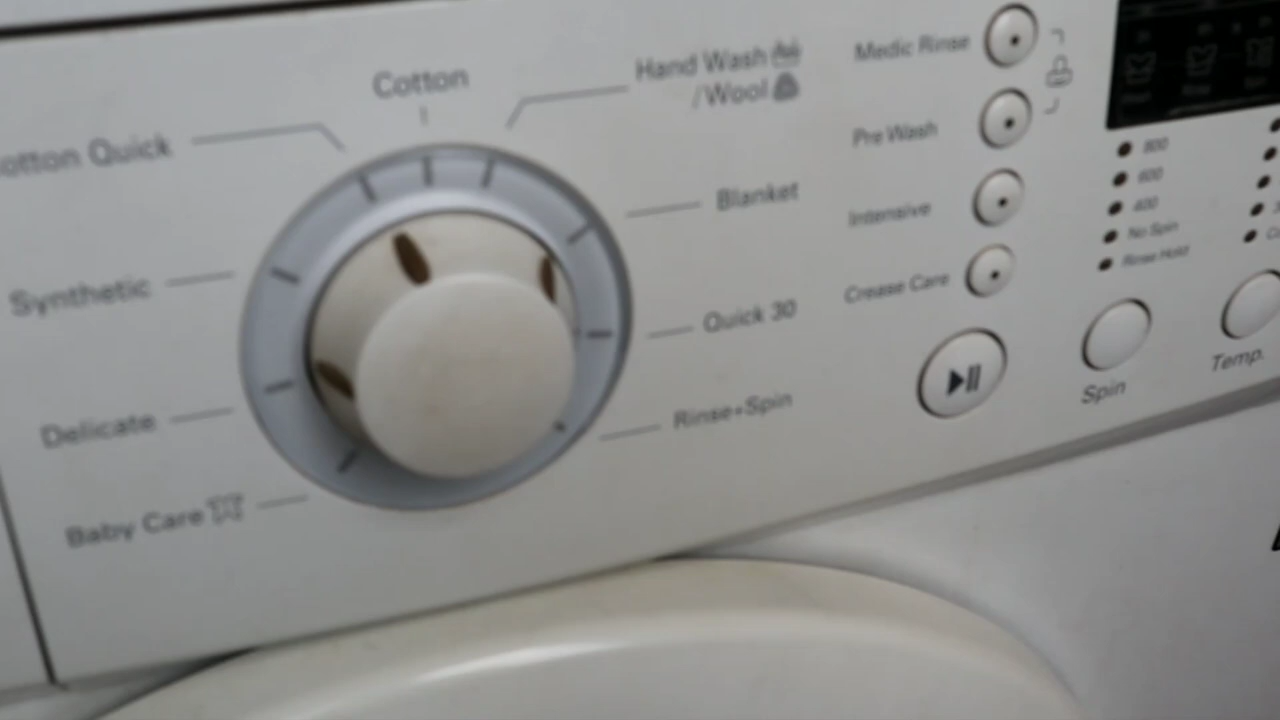 Cotton
Hand Wash
/Wool
otton Quick
Blanket
Synthetic
Quick 30
Delicate
Rinse+Spin
Baby Care
Medic Rinse
Pre Wash
Intensive
Crease Care
800
600
400
No Spin
Rinse Hold
Spin
Temp.